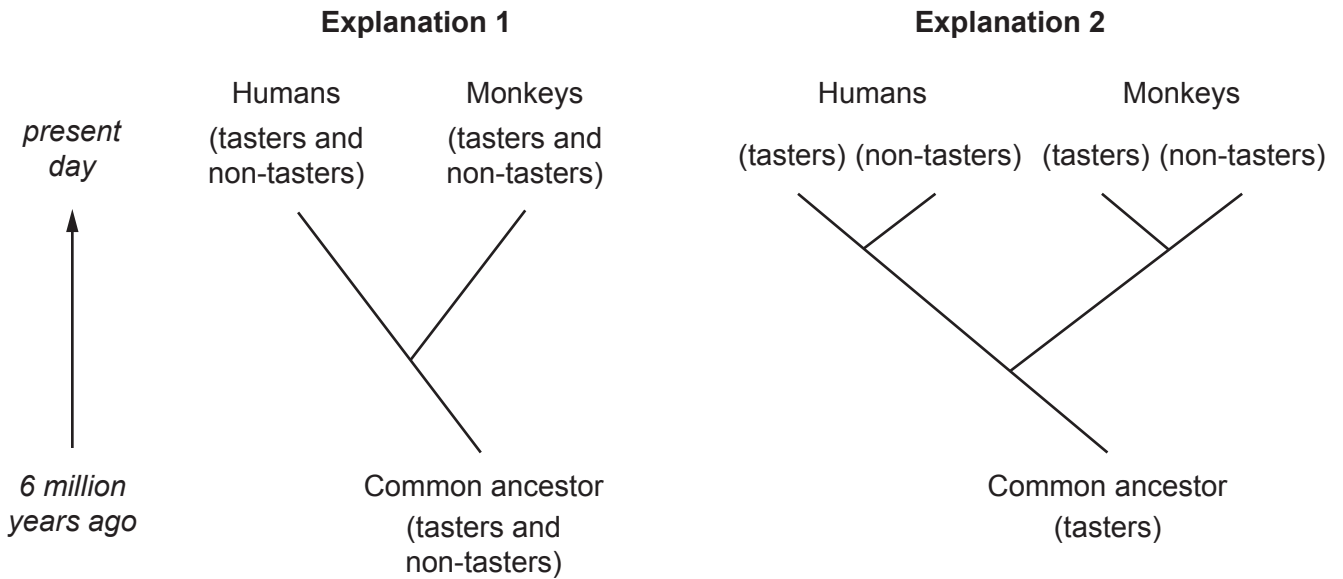 Explanation 1
Humans
(tasters and
non-tasters)
Monkeys
(tasters and
non-tasters)
present
day
6 million
years ago
Common ancestor
(tasters and
non-tasters)
Explanation 2
Humans
(tasters) (non-tasters)
Monkeys
(tasters) (non-tasters)
Common ancestor
(tasters)